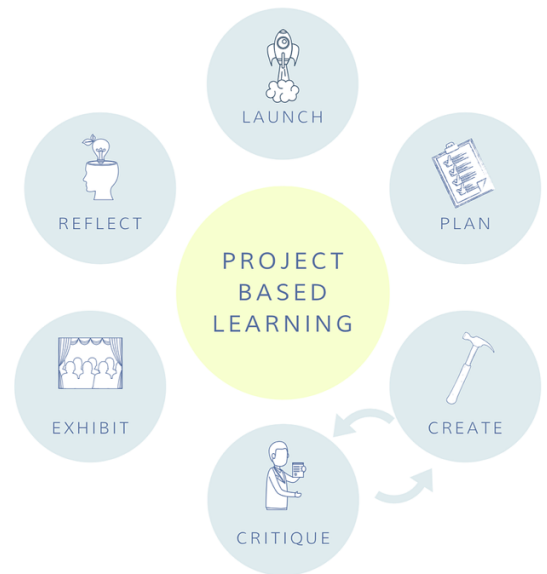 LAUNCH
PLAN
CREATE
CRITIQUE
EXHIBIT
REFLECT
PROJECT
BASED
LEARNING